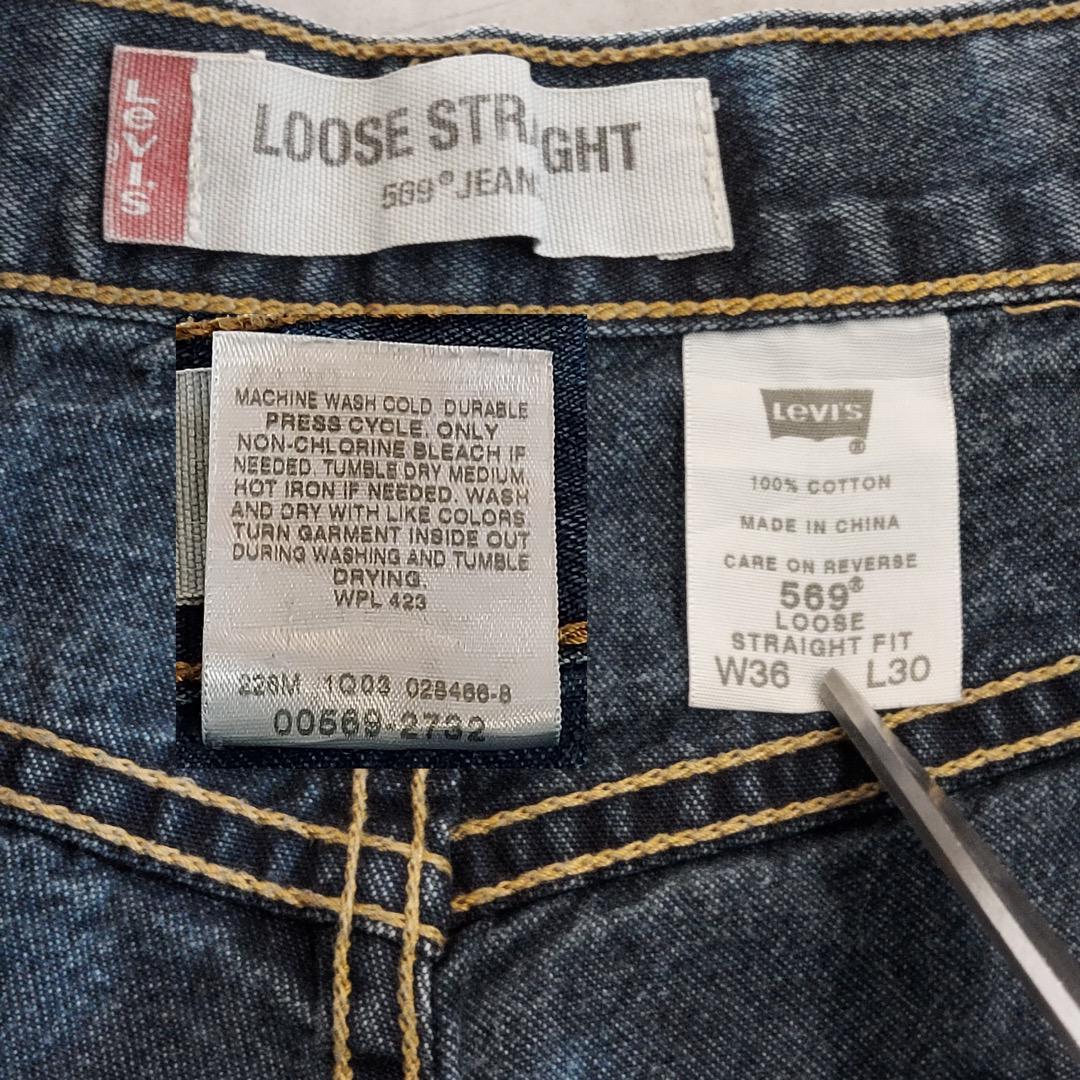 Levi's
LOOSE STRAIGHT
569® JEANS
MACHINE WASH COLD, DURABLE
PRESS CYCLE, ONLY
NON-CHLORINE BLEACH IF
NEEDED. TUMBLE DRY MEDIUM.
HOT IRON IF NEEDED. WASH
AND DRY WITH LIKE COLORS.
TURN GARMENT INSIDE OUT
DURING WASHING AND TUMBLE
DRYING.
WPL 423
226M 1Q03 028466-8
00569-2732
LEVI'S
®
100% COTTON
MADE IN CHINA
CARE ON REVERSE
569®
LOOSE
STRAIGHT FIT
W36 L30